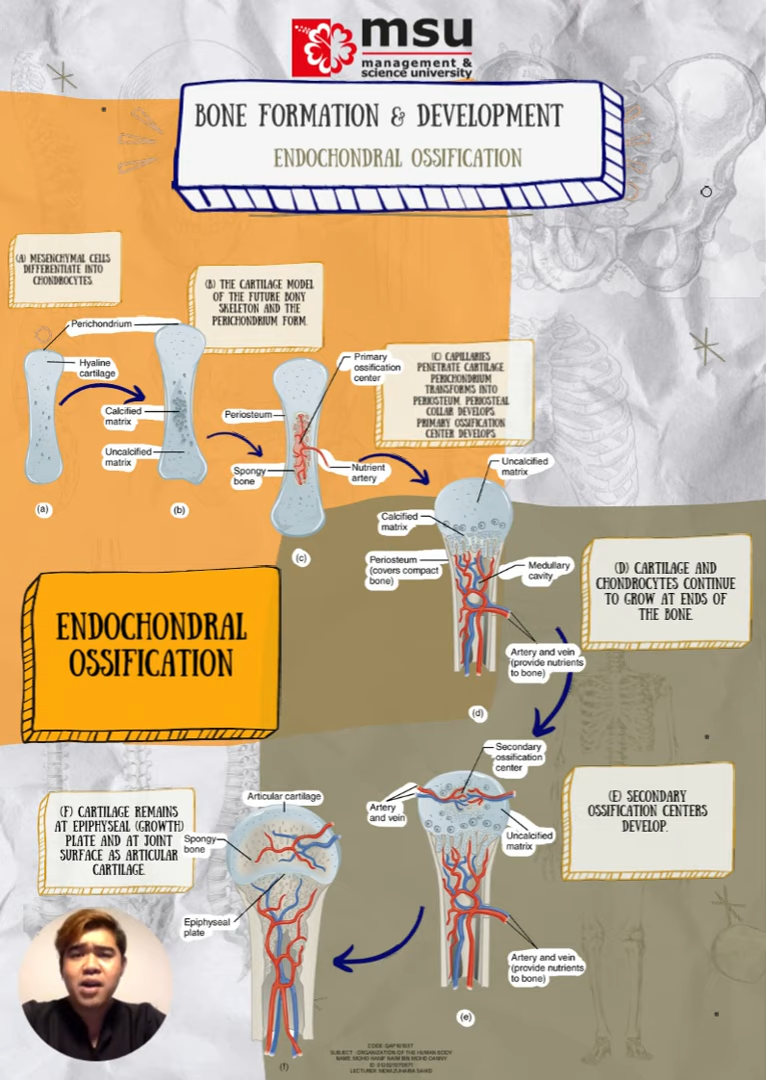 msu
management &
science university
BONE FORMATION & DEVELOPMENT
ENDOCHONDRAL OSSIFICATION
(A) MESENCHYMAL CELLS
DIFFERENTIATE INTO
CHONDROCYTES
(B) THE CARTILAGE MODEL
OF THE FUTURE BONY
SKELETON AND THE
PERICHONDRIUM FORM.
Perichondrium
Hyaline
cartilage
Calcified
matrix
Uncalcified
matrix
(a)
(b)
Primary
ossification
center
(C) CAPILLARIES
PENETRATE CARTILAGE.
PERICHONDRIUM
TRANSFORMS INTO
PERIOSTEUM. PERIOSTEAL
COLLAR DEVELOPS.
PRIMARY OSSIFICATION
CENTER DEVELOPS
Periosteum
Spongy
bone
Nutrient
artery
(c)
Uncalcified
matrix
Calcified
matrix
Periosteum
(covers compact
bone)
Medullary
cavity
Artery and vein
(provide nutrients
to bone)
(d)
(D) CARTILAGE AND
CHONDROCYTES CONTINUE
TO GROW AT ENDS OF
THE BONE.
ENDOCHONDRAL
OSSIFICATION
Secondary
ossification
center
Artery
and vein
Uncalcified
matrix
Artery and vein
(provide nutrients
to bone)
(e)
(E) SECONDARY
OSSIFICATION CENTERS
DEVELOP.
(F) CARTILAGE REMAINS
AT EPIPHYSEAL (GROWTH)
PLATE AND AT JOINT
SURFACE AS ARTICULAR
CARTILAGE.
Articular cartilage
Spongy
bone
Epiphyseal
plate
(f)
SUBJECT : ORGANIZATION OF THE HUMAN BODY